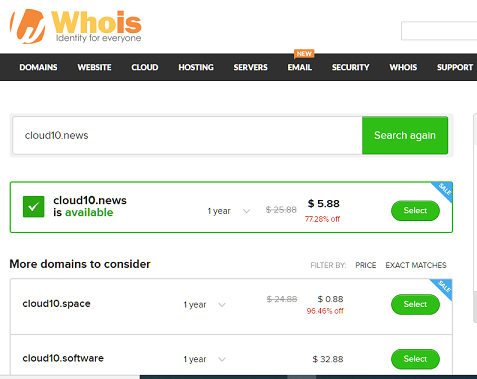 Whois
Identity for everyone
NEW
DOMAINS WEBSITE CLOUD HOSTING SERVERS EMAIL SECURITY WHOIS SUPPORT
cloud10.news Search again
SALE
cloud10.news
is available
1 year $ 25.88 $ 5.88 Select
77.28% off
More domains to consider FILTER BY: PRICE EXACT MATCHES
SALE
cloud10.space 1 year $ 24.88 $ 0.88 Select
96.46% off
cloud10.software 1 year $ 32.88 Select